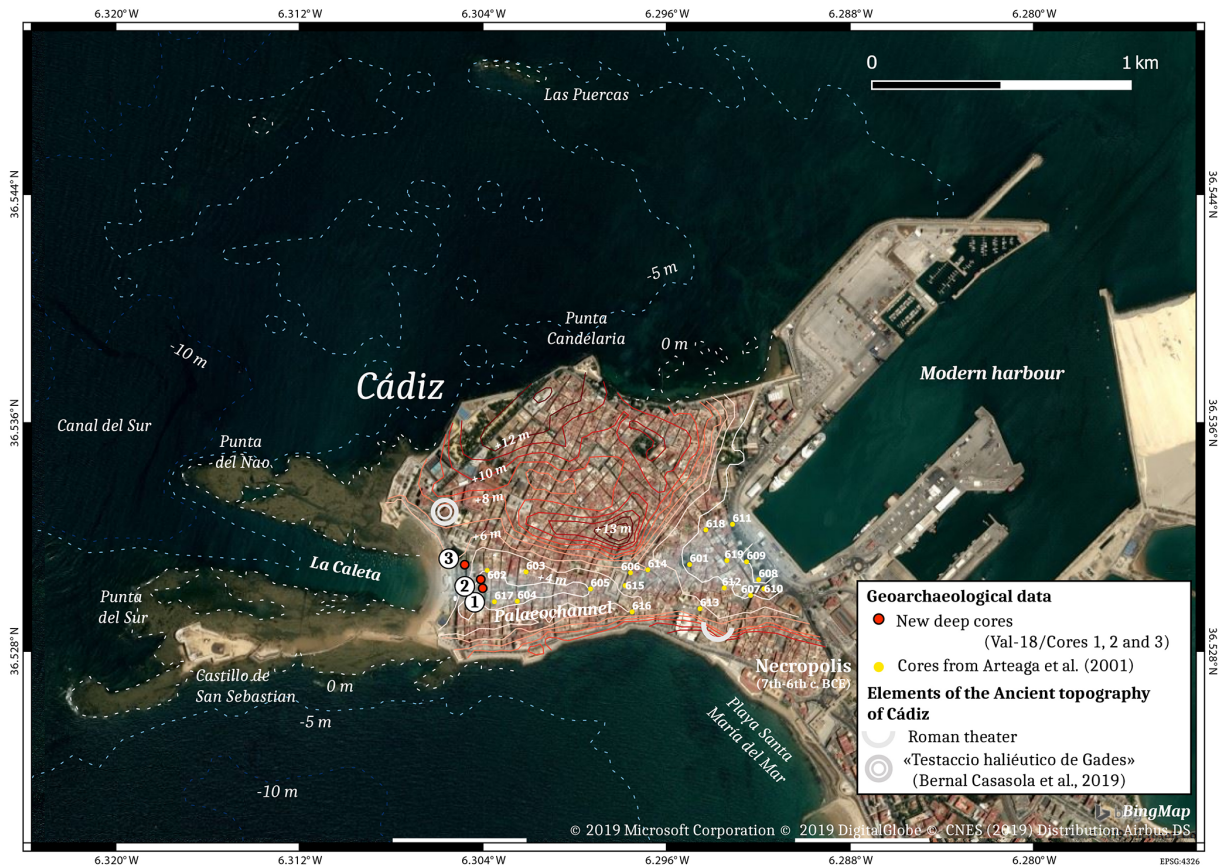 6.320°W
6.312°W
6.304°W
6.296°W
6.288°W
6.280°W
0
1 km
Las Puercas
36.544°N
36.544°N
-5 m
Punta
Candélaria
0 m
-10 m
Cádiz
Modern harbour
Canal del Sur
36.536°N
36.536°N
Punta
del Nao
+12 m
+10 m
+8 m
+13 m
+6 m
611
618
3
La Caleta
602
603
+4 m
606
614
601
619
609
608
2
605
615
612
610
607
1
617
604
616
613
Palaeochannel
Punta
del Sur
36.528°N
36.528°N
Castillo de
San Sebastian
0 m
-5 m
-10 m
Necropolis
(7th-6th c. BCE)
Playa Santa
María del Mar
Geoarchaeological data
New deep cores
(Val-18/Cores 1, 2 and 3)
Cores from Arteaga et al. (2001)
Elements of the Ancient topography
of Cádiz
Roman theater
«Testaccio haliéutico de Gades»
(Bernal Casasola et al., 2019)
BingMap
© 2019 Microsoft Corporation © 2019 DigitalGlobe © CNES (2019) Distribution Airbus DS
6.320°W
6.312°W
6.304°W
6.296°W
6.288°W
6.280°W
EPSG:4326